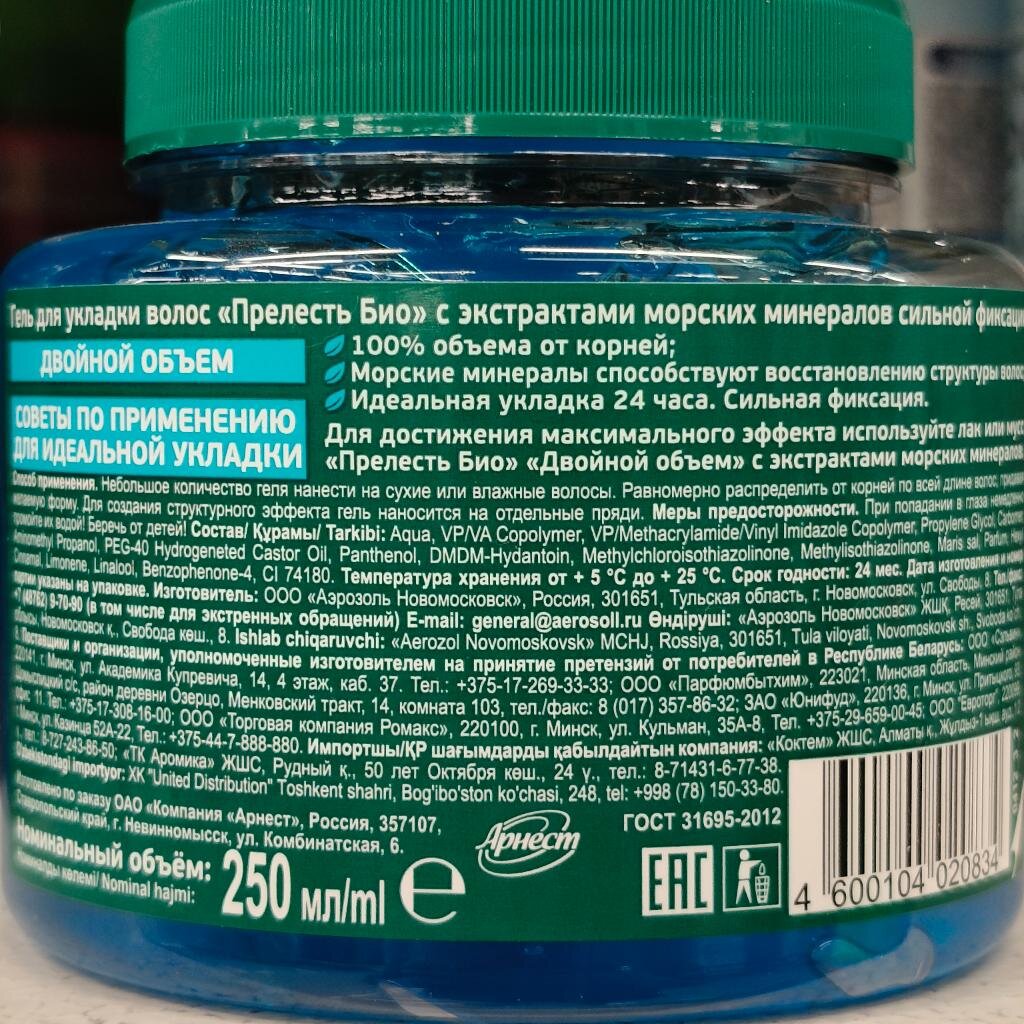 Гель для укладки волос «Прелесть Био» с экстрактами морских минералов сильной фиксации
ДВОЙНОЙ ОБЪЕМ
100% объема от корней;
Морские минералы способствуют восстановлению структуры волос
Идеальная укладка 24 часа. Сильная фиксация.
СОВЕТЫ ПО ПРИМЕНЕНИЮ
ДЛЯ ИДЕАЛЬНОЙ УКЛАДКИ
Для достижения максимального эффекта используйте лак или
«Прелесть Био» «Двойной объем» с экстрактами морских минералов.
Способ применения. Небольшое количество геля нанести на сухие или влажные волосы. Равномерно распределить от корней по всей длине волос,
желаемую форму. Для создания структурного эффекта гель наносится на отдельные пряди. Меры предосторожности. При попадании в глаза
промойте их водой! Беречь от детей! Состав/ Құрамы/ Tarkibi: Aqua, VP/VA Copolymer, VP/Methacrylamide/Vinyl Imidazole Copolymer, Propylene Glycol,
Aminomethyl Propanol, PEG-40 Hydrogeneted Castor Oil, Panthenol, DMDM-Hydantoin, Methylchloroisothiazolinone, Methylisothiazolinone, Maris sal, Parfum,
Limonene, Linalool, Benzophenone-4, CI 74180. Температура хранения от + 5 °С до + 25 °С. Срок годности: 24 мес. Дата изготовления
партии указаны на упаковке. Изготовитель: ООО «Аэрозоль Новомосковск», Россия, 301651, Тульская область, г. Новомосковск, ул. Свободы, 8.
+7 (48762) 9-70-90 (в том числе для экстренных обращений) E-mail: general@aerosoll.ru Өндіруші: «Аэрозоль Новомосковск» ЖШҚ, Ресей, 301651,
облысы, Новомосковск қ., Свобода көш., 8. Ishlab chiqaruvchi: «Aerozol Novomoskovsk» MCHJ, Rossiya, 301651, Tula viloyati, Novomoskovsk sh., Svoboda
Поставщики и организации, уполномоченные изготовителем на принятие претензий от потребителей в Республике Беларусь: ООО
220141, г. Минск, ул. Академика Купревича, 14, 4 этаж, каб. 37. Тел.: +375-17-269-33-33; ООО «Парфюмбытхим», 223021, Минская область, Минский
с/с, район деревни Озерцо, Меньковский тракт, 14, комната 103, тел./факс: 8 (017) 357-86-32; ЗАО «Юнифуд», 220136, г. Минск, ул.
офис 11. Тел.: +375-17-308-16-00; ООО «Торговая компания Ромакс», 220100, г. Минск, ул. Кульман, 35А-8, Тел. +375-29-659-00-45; ООО "Евроторг"
г. Минск, ул. Казинца 52А-22, Тел.: +375-44-7-888-880. Импортшы/ҚР шағымдарды қабылдайтын компания: «Коктем» ЖШС, Алматы қ.,
тел.: 8-727-243-86-50; «ТК Аромика» ЖШС, Рудный қ., 50 лет Октября көш., 24 ү., тел.: 8-71431-6-77-38.
O'zbekistondagi importyor: XK "United Distribution" Toshkent shahri, Bog'ibo'ston ko'chasi, 248, tel: +998 (78) 150-33-80.
Изготовлено по заказу ОАО «Компания «Арнест», Россия, 357107,
Ставропольский край, г. Невинномысск, ул. Комбинатская, 6.
Арнест
ГОСТ 31695-2012
Номинальный объём:
Номиналды көлемі/ Nominal hajmi:
250 мл/ml e
EAC
4 600104 020834